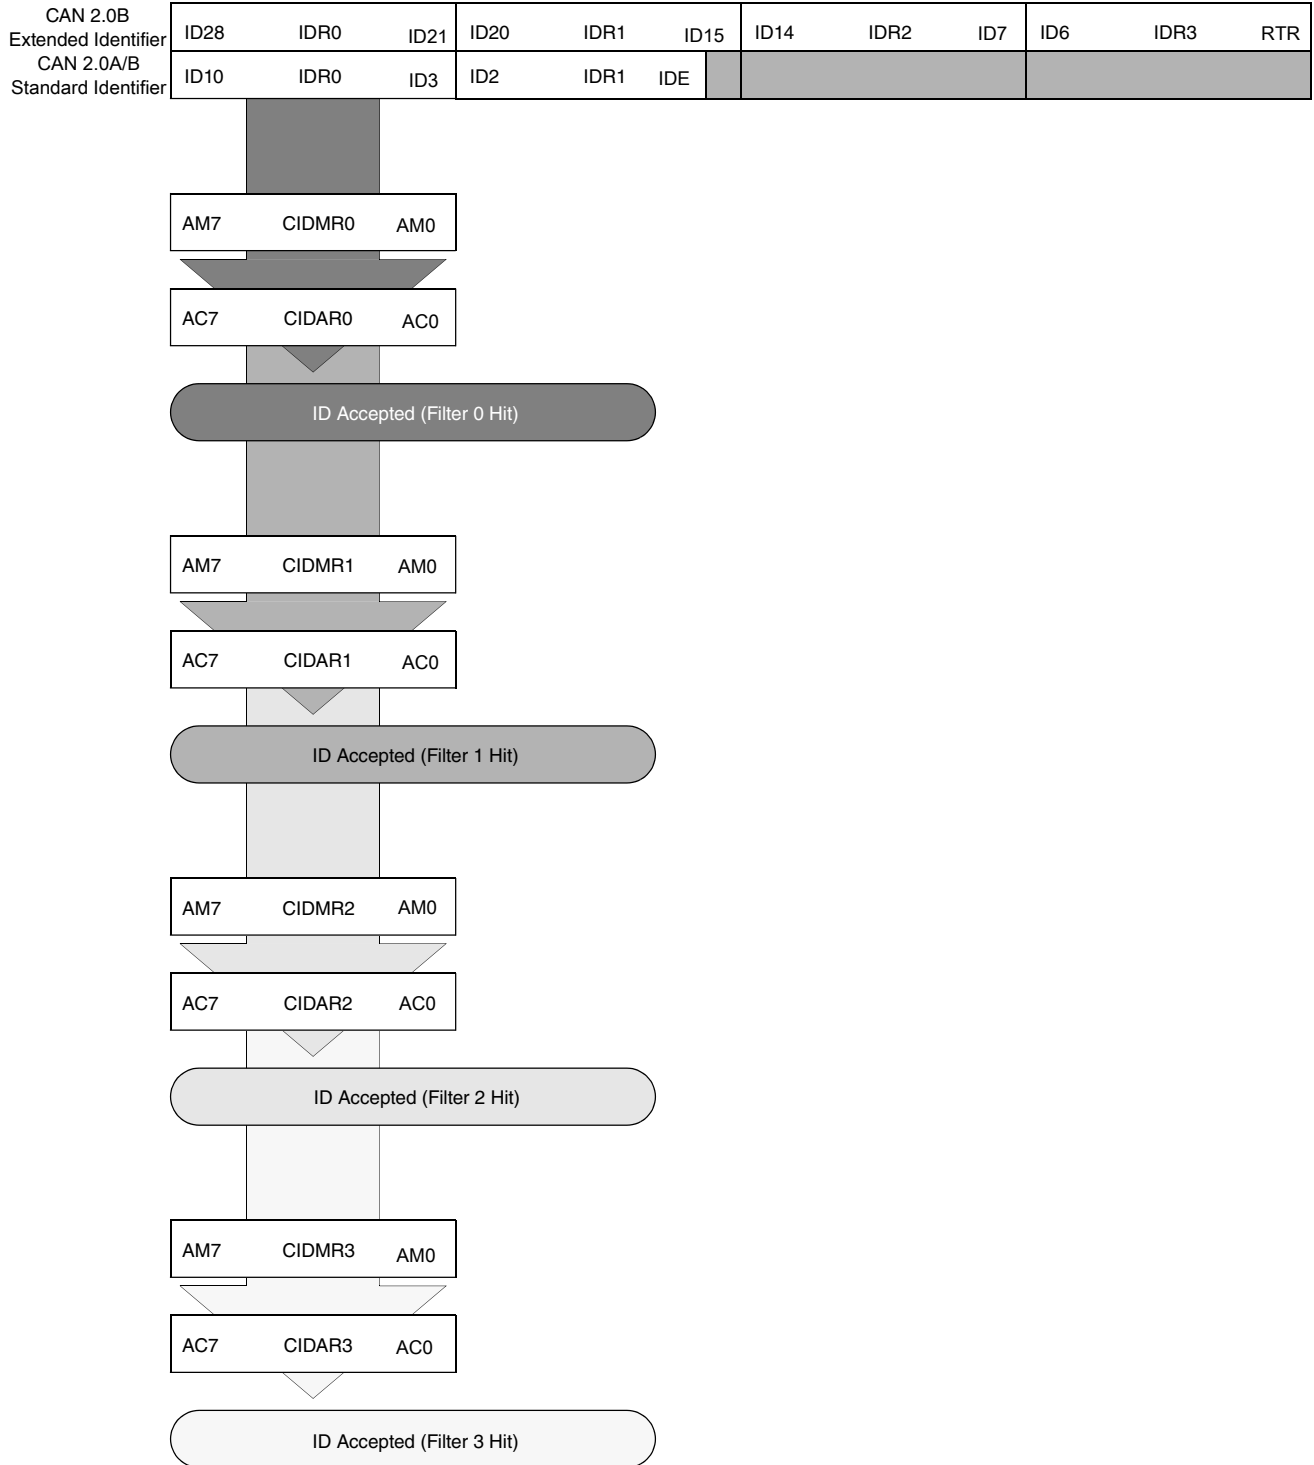 CAN 2.0B
Extended Identifier
ID28 IDR0 ID21 ID20 IDR1 ID15 ID14 IDR2 ID7 ID6 IDR3 RTR
CAN 2.0A/B
Standard Identifier
ID10 IDR0 ID3 ID2 IDR1 IDE
AM7 CIDMR0 AM0
AC7 CIDAR0 AC0
ID Accepted (Filter 0 Hit)
AM7 CIDMR1 AM0
AC7 CIDAR1 AC0
ID Accepted (Filter 1 Hit)
AM7 CIDMR2 AM0
AC7 CIDAR2 AC0
ID Accepted (Filter 2 Hit)
AM7 CIDMR3 AM0
AC7 CIDAR3 AC0
ID Accepted (Filter 3 Hit)